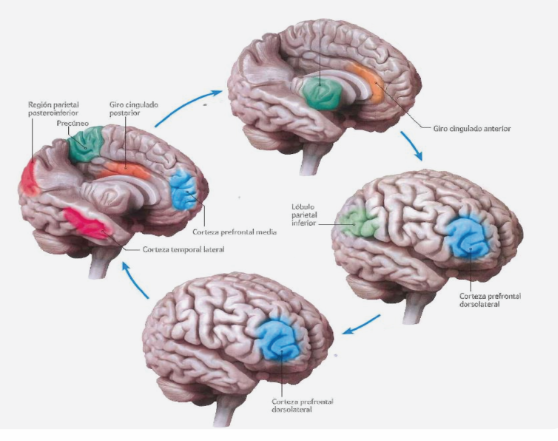 Región parietal
posteroinferior
Precúneo
Giro cingulado
posterior
Giro cingulado anterior
Lóbulo
parietal
inferior
Corteza prefrontal media
Corteza temporal lateral
Corteza prefrontal
dorsolateral
Corteza prefrontal
dorsolateral